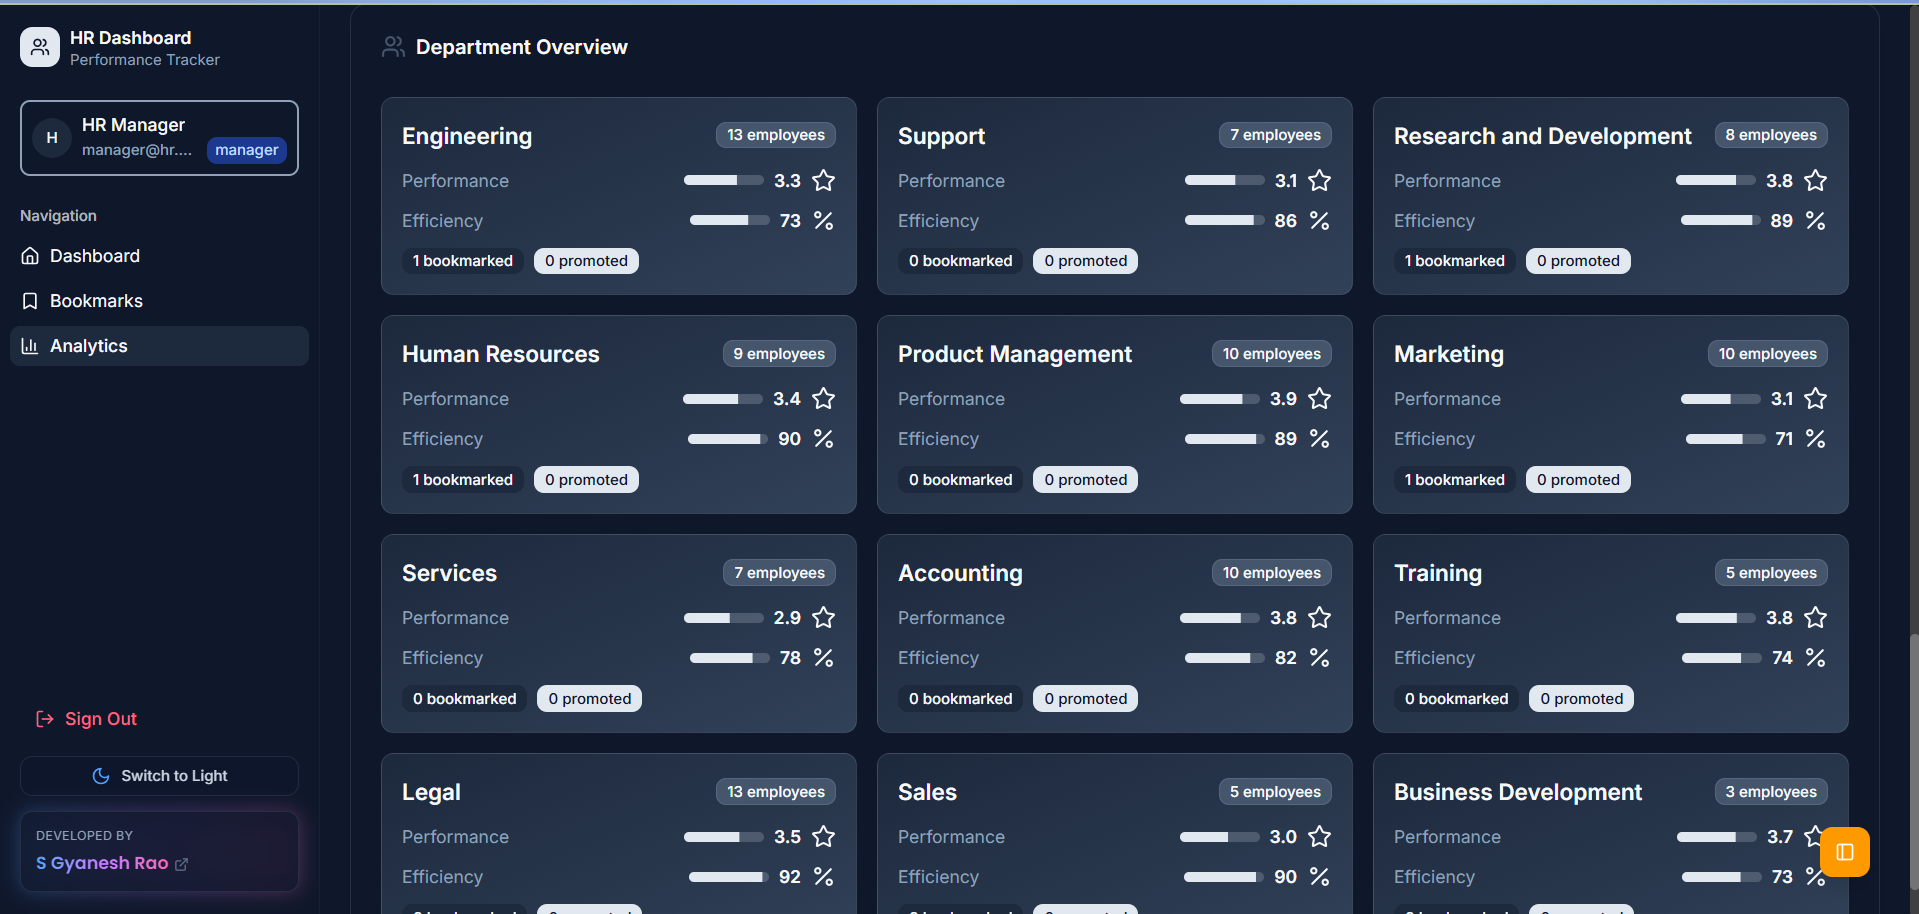 HR Dashboard
Performance Tracker
H
HR Manager
manager@hr....
manager
Navigation
Dashboard
Bookmarks
Analytics
Sign Out
Switch to Light
DEVELOPED BY
S Gyanesh Rao
Department Overview
Engineering
13 employees
Performance
3.3
Efficiency
73 %
1 bookmarked
0 promoted
Support
7 employees
Performance
3.1
Efficiency
86 %
0 bookmarked
0 promoted
Research and Development
8 employees
Performance
3.8
Efficiency
89 %
1 bookmarked
0 promoted
Human Resources
9 employees
Performance
3.4
Efficiency
90 %
1 bookmarked
0 promoted
Product Management
10 employees
Performance
3.9
Efficiency
89 %
0 bookmarked
0 promoted
Marketing
10 employees
Performance
3.1
Efficiency
71 %
1 bookmarked
0 promoted
Services
7 employees
Performance
2.9
Efficiency
78 %
0 bookmarked
0 promoted
Accounting
10 employees
Performance
3.8
Efficiency
82 %
0 bookmarked
0 promoted
Training
5 employees
Performance
3.8
Efficiency
74 %
0 bookmarked
0 promoted
Legal
13 employees
Performance
3.5
Efficiency
92 %
Sales
5 employees
Performance
3.0
Efficiency
90 %
Business Development
3 employees
Performance
3.7
Efficiency
73 %